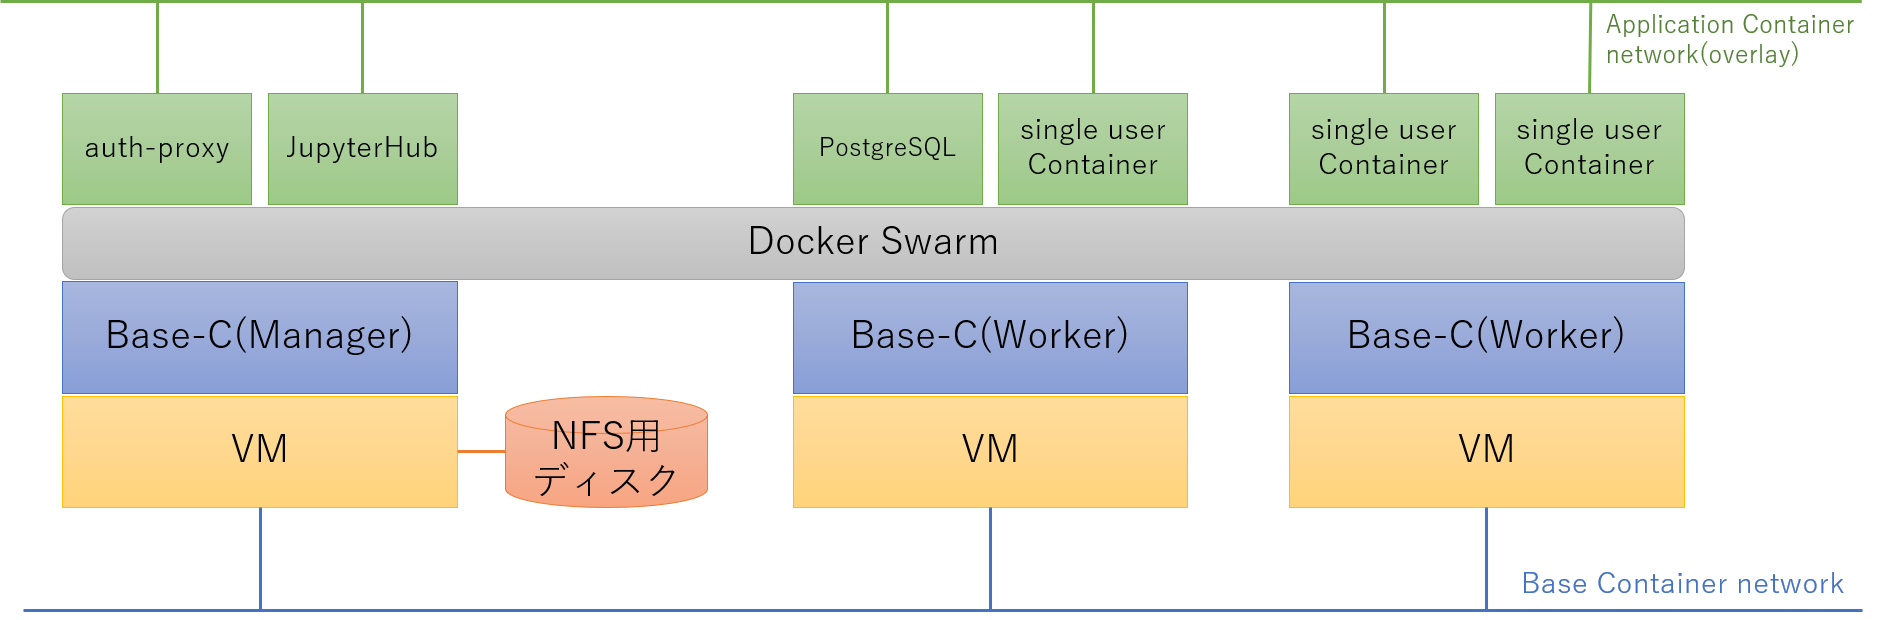 Application Container
network(overlay)
auth-proxy
JupyterHub
PostgreSQL
single user
Container
single user
Container
single user
Container
Docker Swarm
Base-C(Manager)
Base-C(Worker)
Base-C(Worker)
VM
NFS用
ディスク
VM
VM
Base Container network